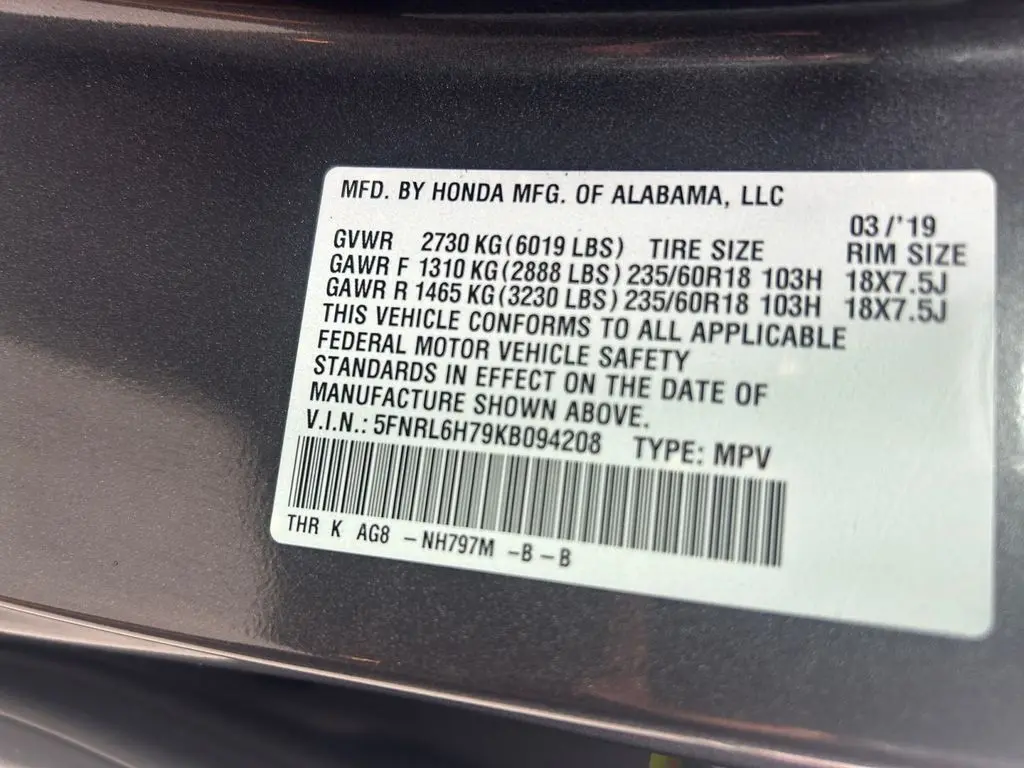 MFD. BY HONDA MFG. OF ALABAMA, LLC
03/'19
GVWR 2730 KG (6019 LBS) TIRE SIZE RIM SIZE
GAWR F 1310 KG (2888 LBS) 235/60R18 103H 18X7.5J
GAWR R 1465 KG (3230 LBS) 235/60R18 103H 18X7.5J
THIS VEHICLE CONFORMS TO ALL APPLICABLE
FEDERAL MOTOR VEHICLE SAFETY
STANDARDS IN EFFECT ON THE DATE OF
MANUFACTURE SHOWN ABOVE.
V.I.N.: 5FNRL6H79KB094208 TYPE: MPV
THR K AG8 - NH797M - B - B